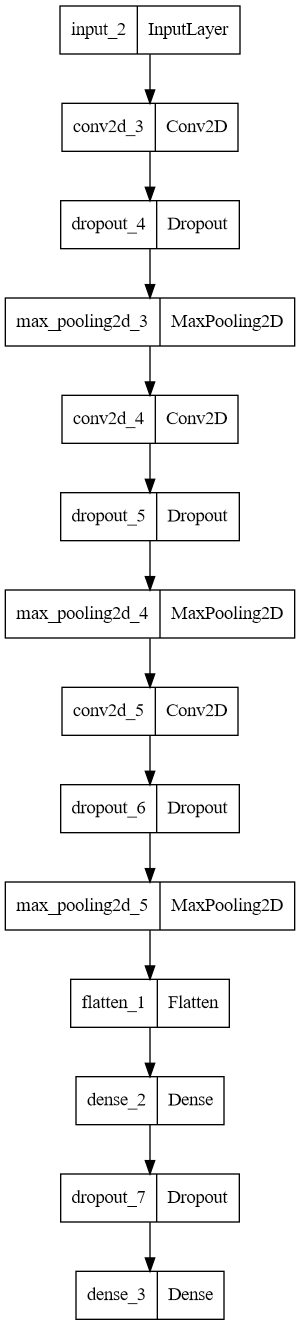 input_2 InputLayer
conv2d_3 Conv2D
dropout_4 Dropout
max_pooling2d_3 MaxPooling2D
conv2d_4 Conv2D
dropout_5 Dropout
max_pooling2d_4 MaxPooling2D
conv2d_5 Conv2D
dropout_6 Dropout
max_pooling2d_5 MaxPooling2D
flatten_1 Flatten
dense_2 Dense
dropout_7 Dropout
dense_3 Dense